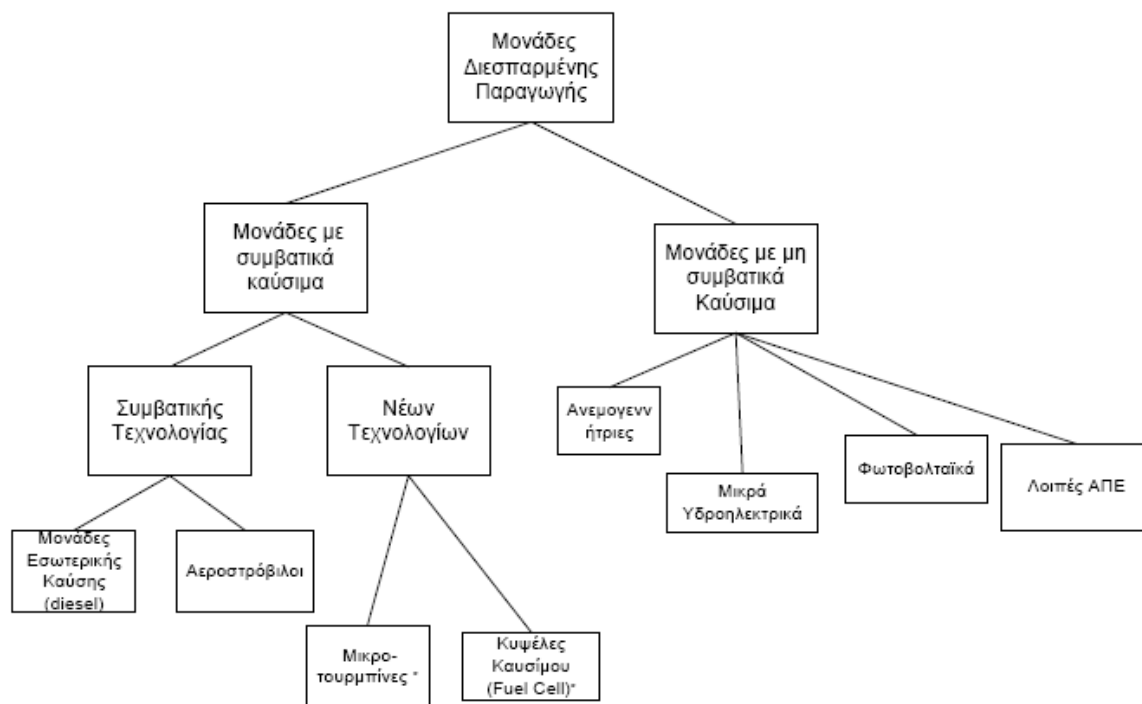 Μονάδες
Διεσπαρμένης
Παραγωγής
Μονάδες με
συμβατικά
καύσιμα
Μονάδες με μη
συμβατικά
Καύσιμα
Συμβατικής
Τεχνολογίας
Νέων
Τεχνολογίων
Ανεμογενν
ήτριες
Μικρά
Υδροηλεκτρικά
Φωτοβολταϊκά
Λοιπές ΑΠΕ
Μονάδες
Εσωτερικής
Καύσης
(diesel)
Αεροστρόβιλοι
Μικρο-
τουρμπίνες *
Κυψέλες
Καυσίμου
(Fuel Cell)*